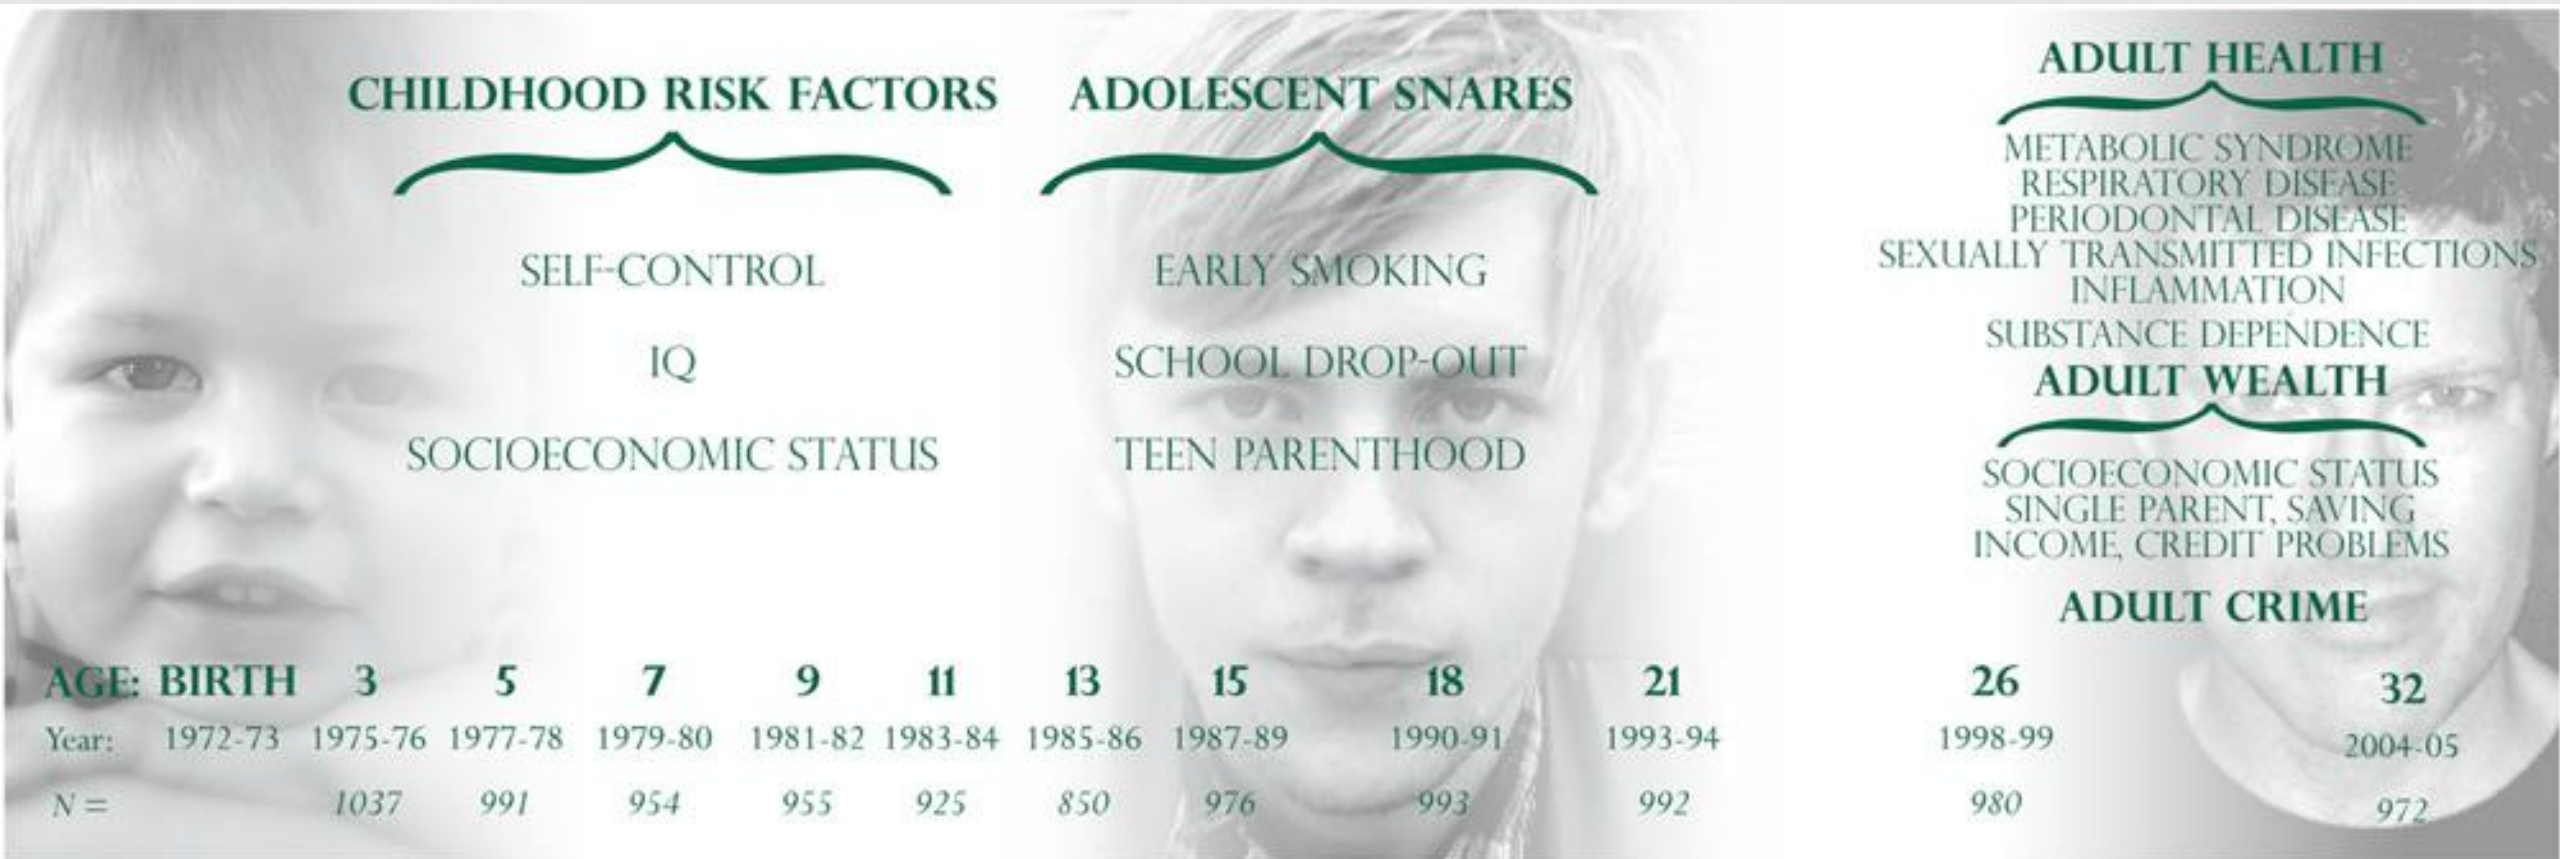 CHILDHOOD RISK FACTORS
SELF-CONTROL
IQ
SOCIOECONOMIC STATUS
ADOLESCENT SNARES
EARLY SMOKING
SCHOOL DROP-OUT
TEEN PARENTHOOD
ADULT HEALTH
METABOLIC SYNDROME
RESPIRATORY DISEASE
PERIODONTAL DISEASE
SEXUALLY TRANSMITTED INFECTIONS
INFLAMMATION
SUBSTANCE DEPENDENCE
ADULT WEALTH
SOCIOECONOMIC STATUS
SINGLE PARENT, SAVING
INCOME, CREDIT PROBLEMS
ADULT CRIME
AGE: BIRTH 3 5 7 9 11 13 15 18 21 26 32
Year: 1972-73 1975-76 1977-78 1979-80 1981-82 1983-84 1985-86 1987-89 1990-91 1993-94 1998-99 2004-05
N = 1037 991 954 955 925 850 976 993 992 980 972